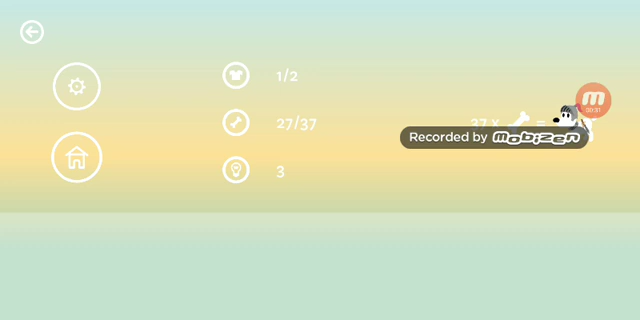 1/2
27/37
37 x =
3
Recorded by mobizen
m
00:31